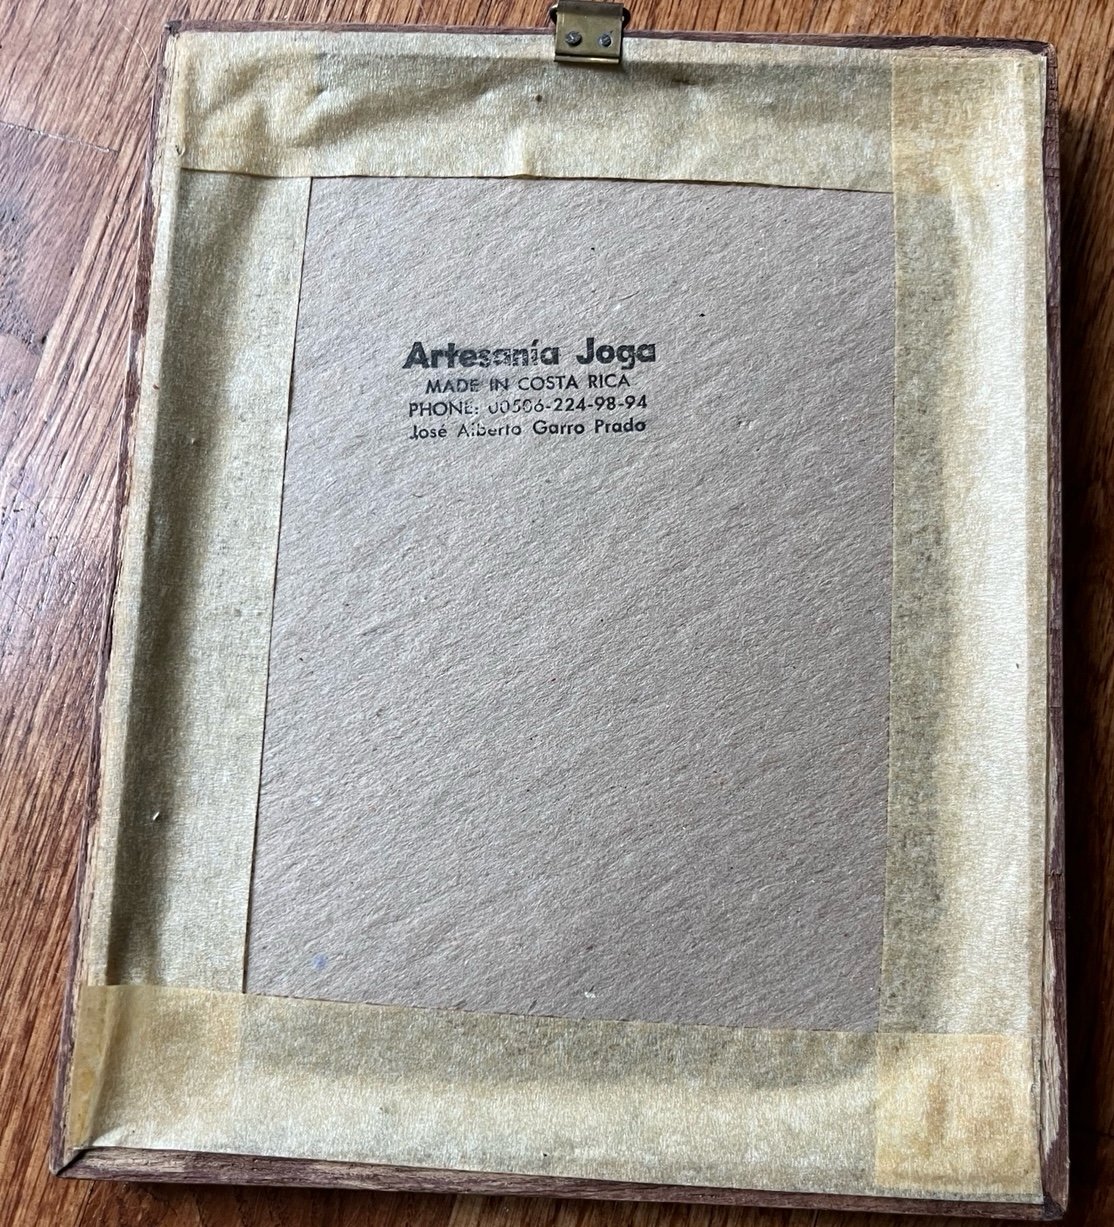 Artesanía Joga
MADE IN COSTA RICA
PHONE: 00506-224-98-94
José Alberto Garro Prado